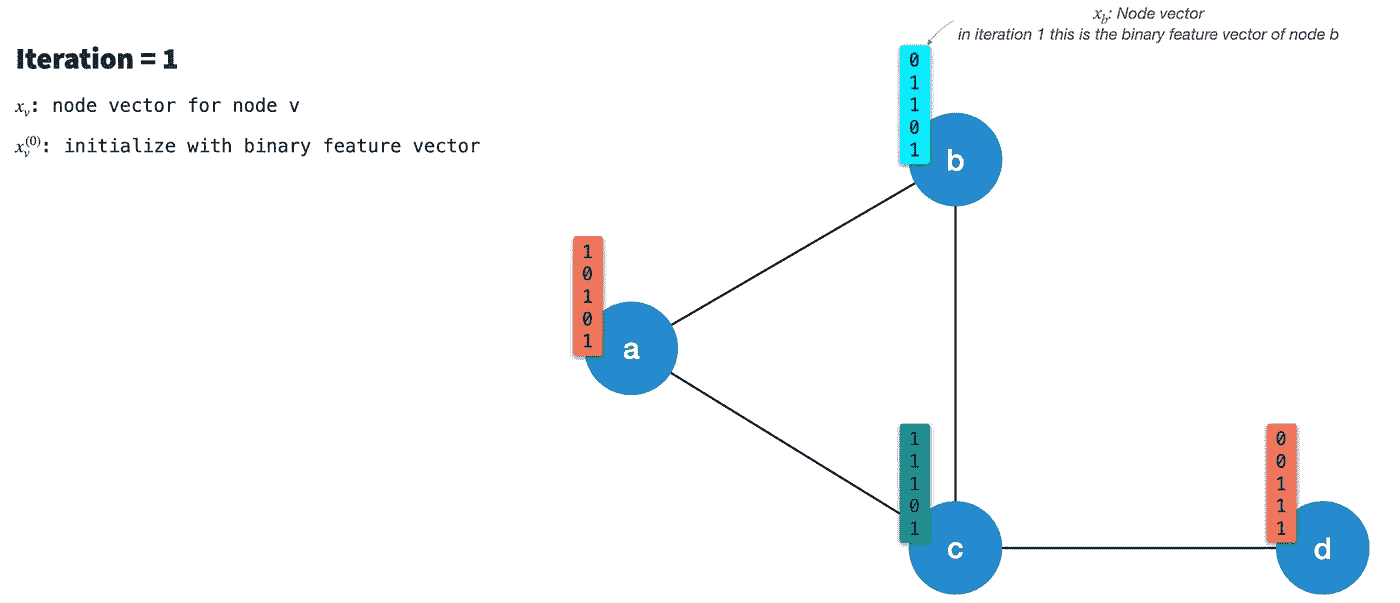 Iteration = 1
xᵥ: node vector for node v
xᵥ⁽⁰⁾: initialize with binary feature vector
x_b: Node vector
in iteration 1 this is the binary feature vector of node b
0
1
1
0
1
b
1
0
1
0
1
a
1
1
1
0
1
c
0
0
1
1
1
d